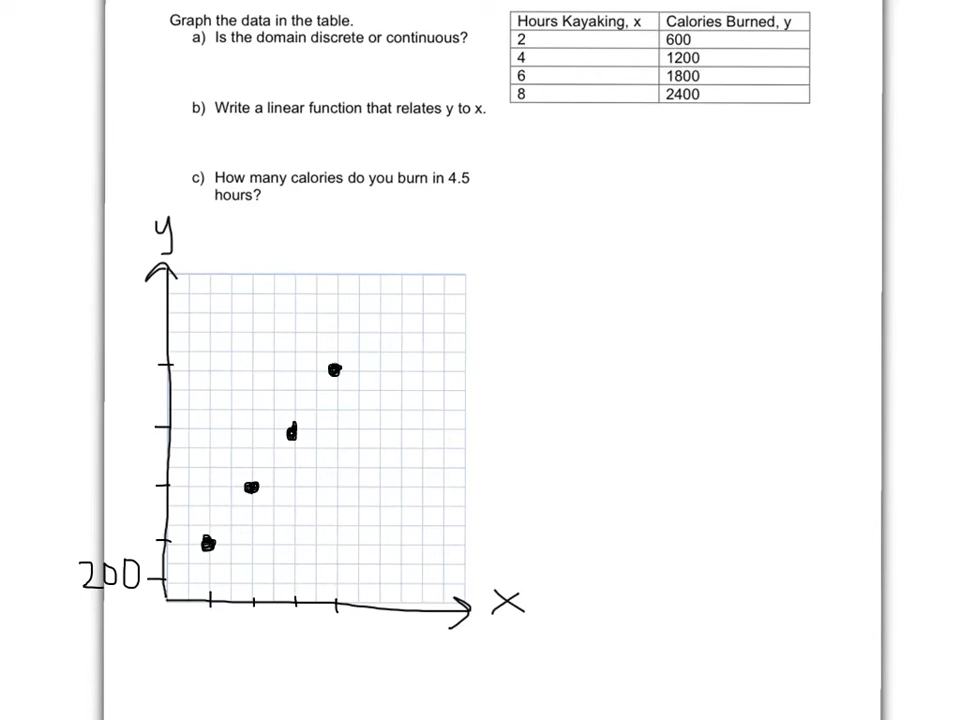 Graph the data in the table.
a) Is the domain discrete or continuous?
b) Write a linear function that relates y to x.
c) How many calories do you burn in 4.5
hours?
Hours Kayaking, x Calories Burned, y
2 600
4 1200
6 1800
8 2400
y
200
x